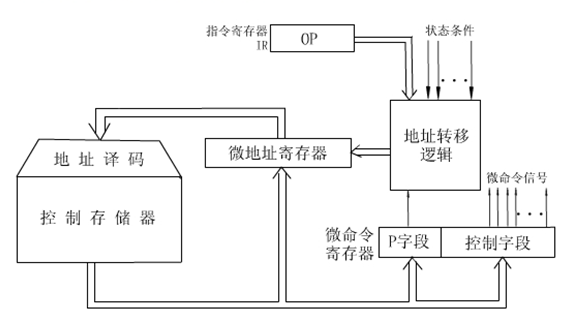 指令寄存器
IR
OP
状态条件
地址转移
逻辑
微地址寄存器
地 址 译 码
控 制 存 储 器
微命令信号
微命令
寄存器
P字段
控制字段